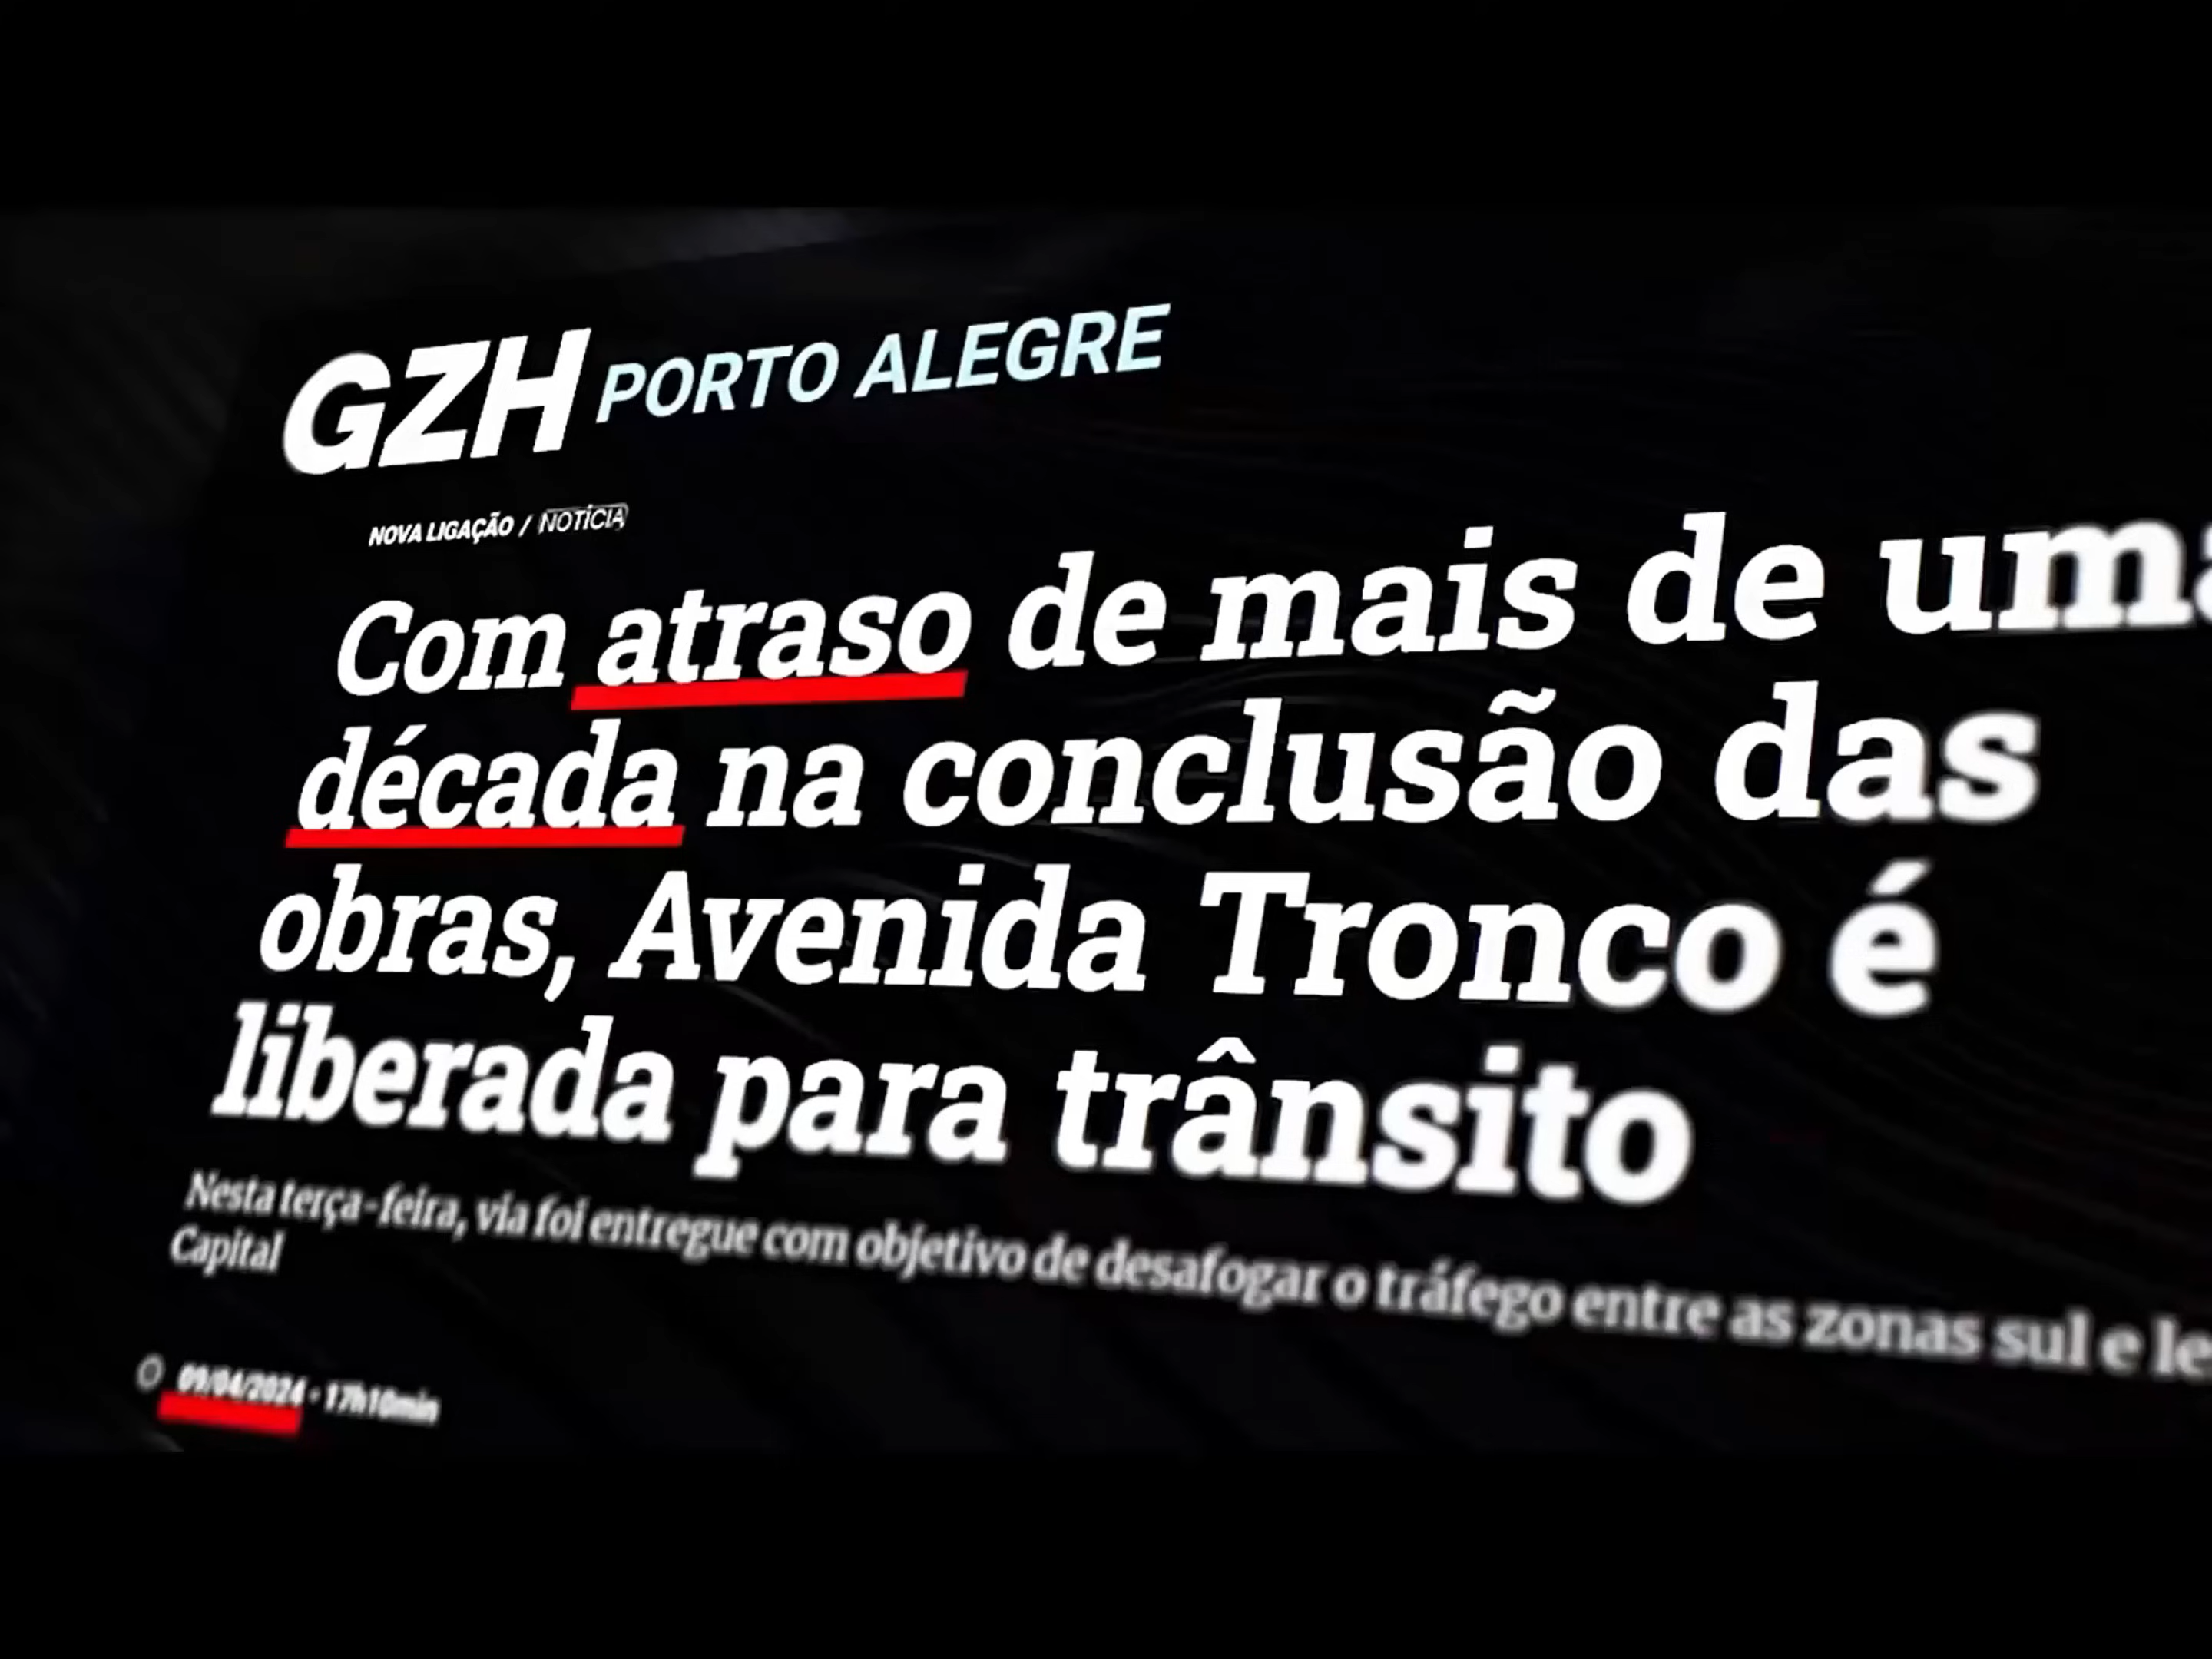 GZH PORTO ALEGRE
NOVA LIGAÇÃO / NOTÍCIA
Com atraso de mais de uma
década na conclusão das
obras, Avenida Tronco é
liberada para trânsito
Nesta terça-feira, via foi entregue com objetivo de desafogar o tráfego entre as zonas sul e
Capital
09/04/2024 - 17h10min